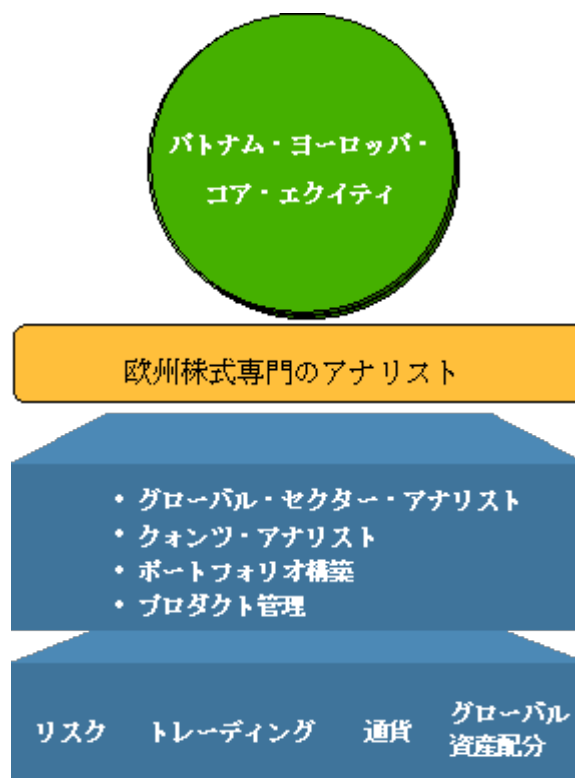 パトナム・ヨーロッパ・
コア・エクイティ
欧州株式専門のアナリスト
・グローバル・セクター・アナリスト
・クォンツ・アナリスト
・ポートフォリオ構築
・プロダクト管理
リスク トレーディング 通貨 グローバル
資産配分